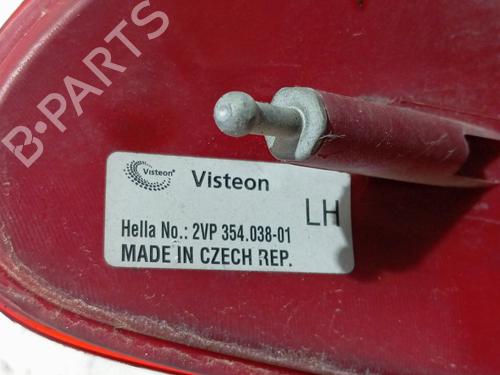 B-PARTS
Visteon
Visteon
LH
Hella No.: 2VP 354.038-01
MADE IN CZECH REP.